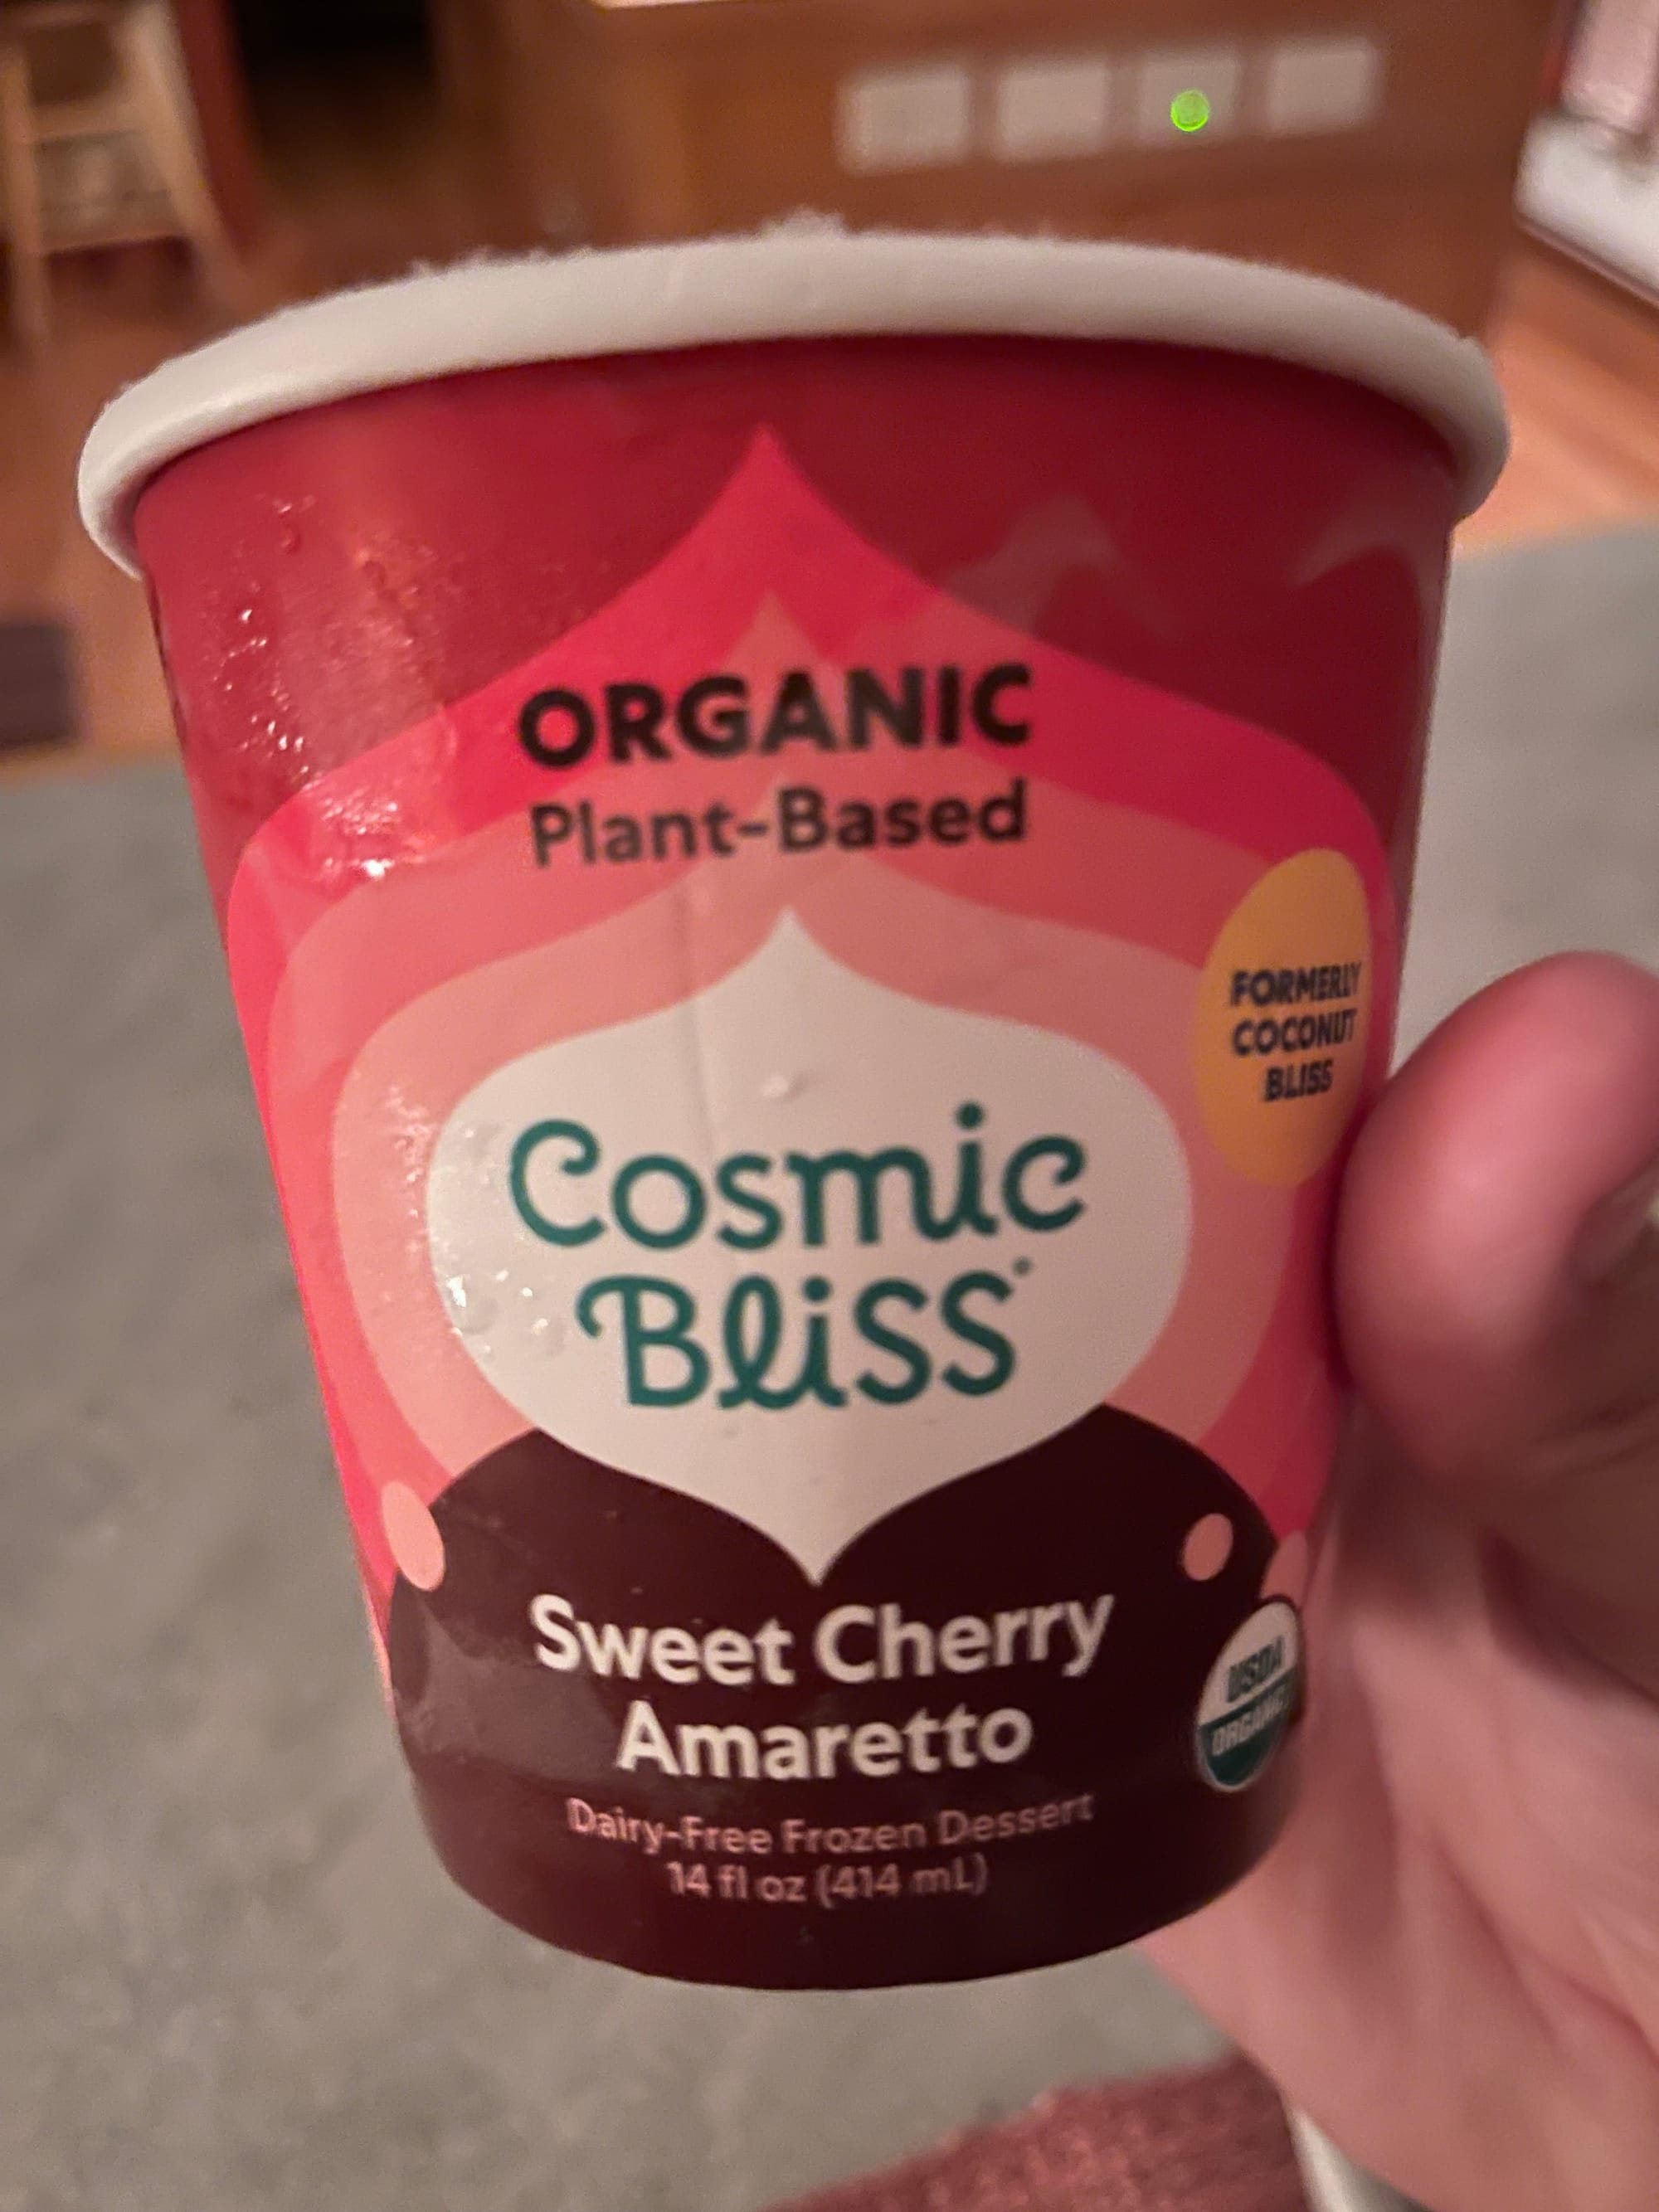 ORGANIC
Plant-Based
FORMERLY
COCONUT
BLISS
Cosmic
Bliss
Sweet Cherry
Amaretto
USDA
ORGANIC
Dairy-Free Frozen Dessert
14 fl oz (414 mL)